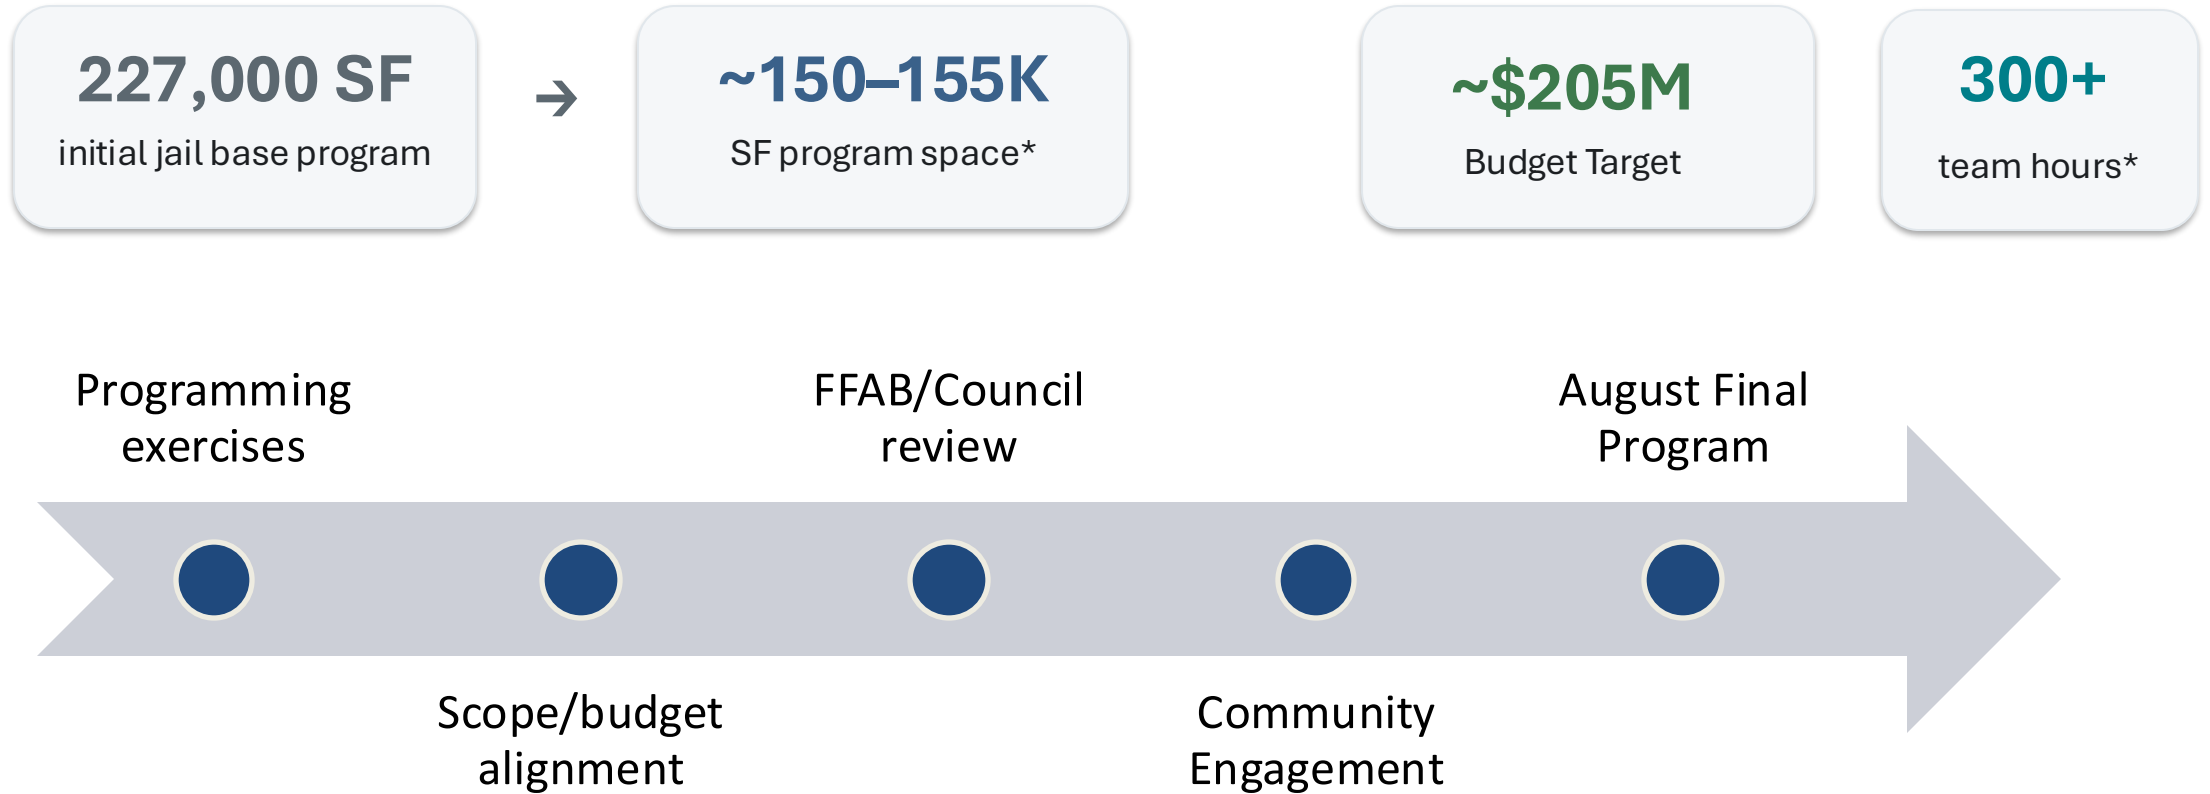 227,000 SF
initial jail base program
→
~150–155K
SF program space*
~$205M
Budget Target
300+
team hours*
Programming
exercises
Scope/budget
alignment
FFAB/Council
review
Community
Engagement
August Final
Program